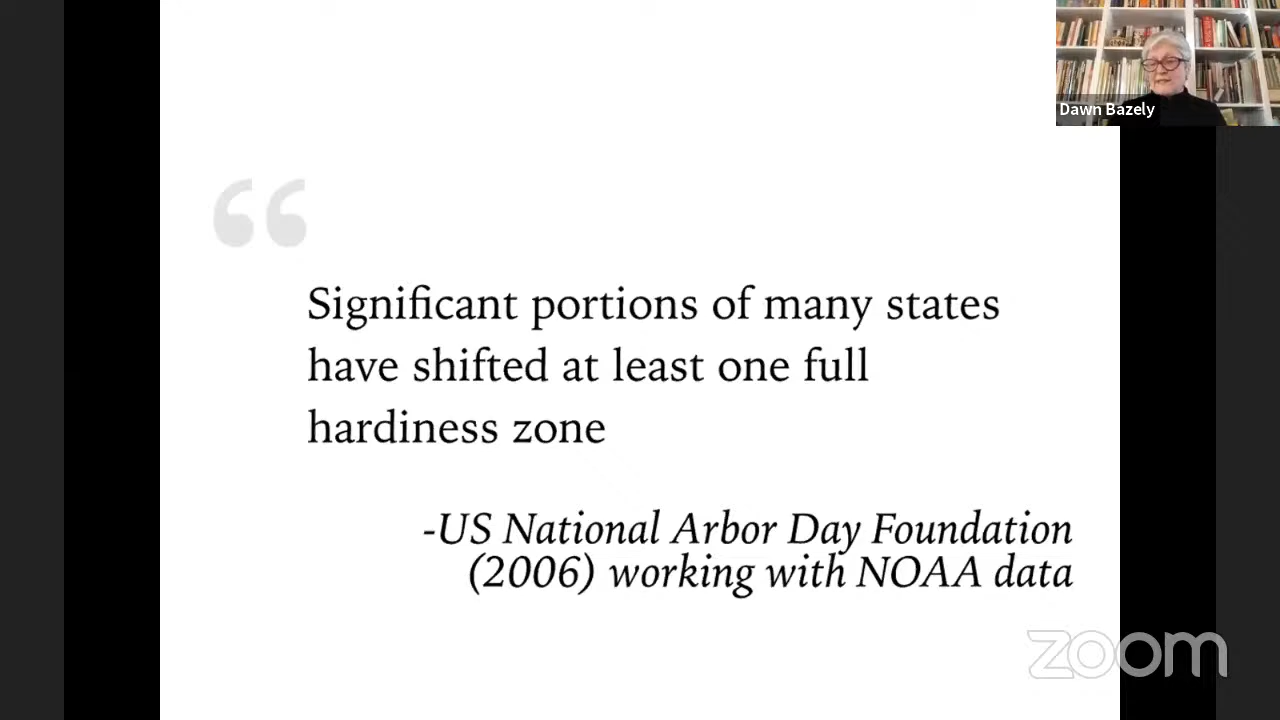 Dawn Bazely
“
Significant portions of many states
have shifted at least one full
hardiness zone
-US National Arbor Day Foundation
(2006) working with NOAA data
zoom